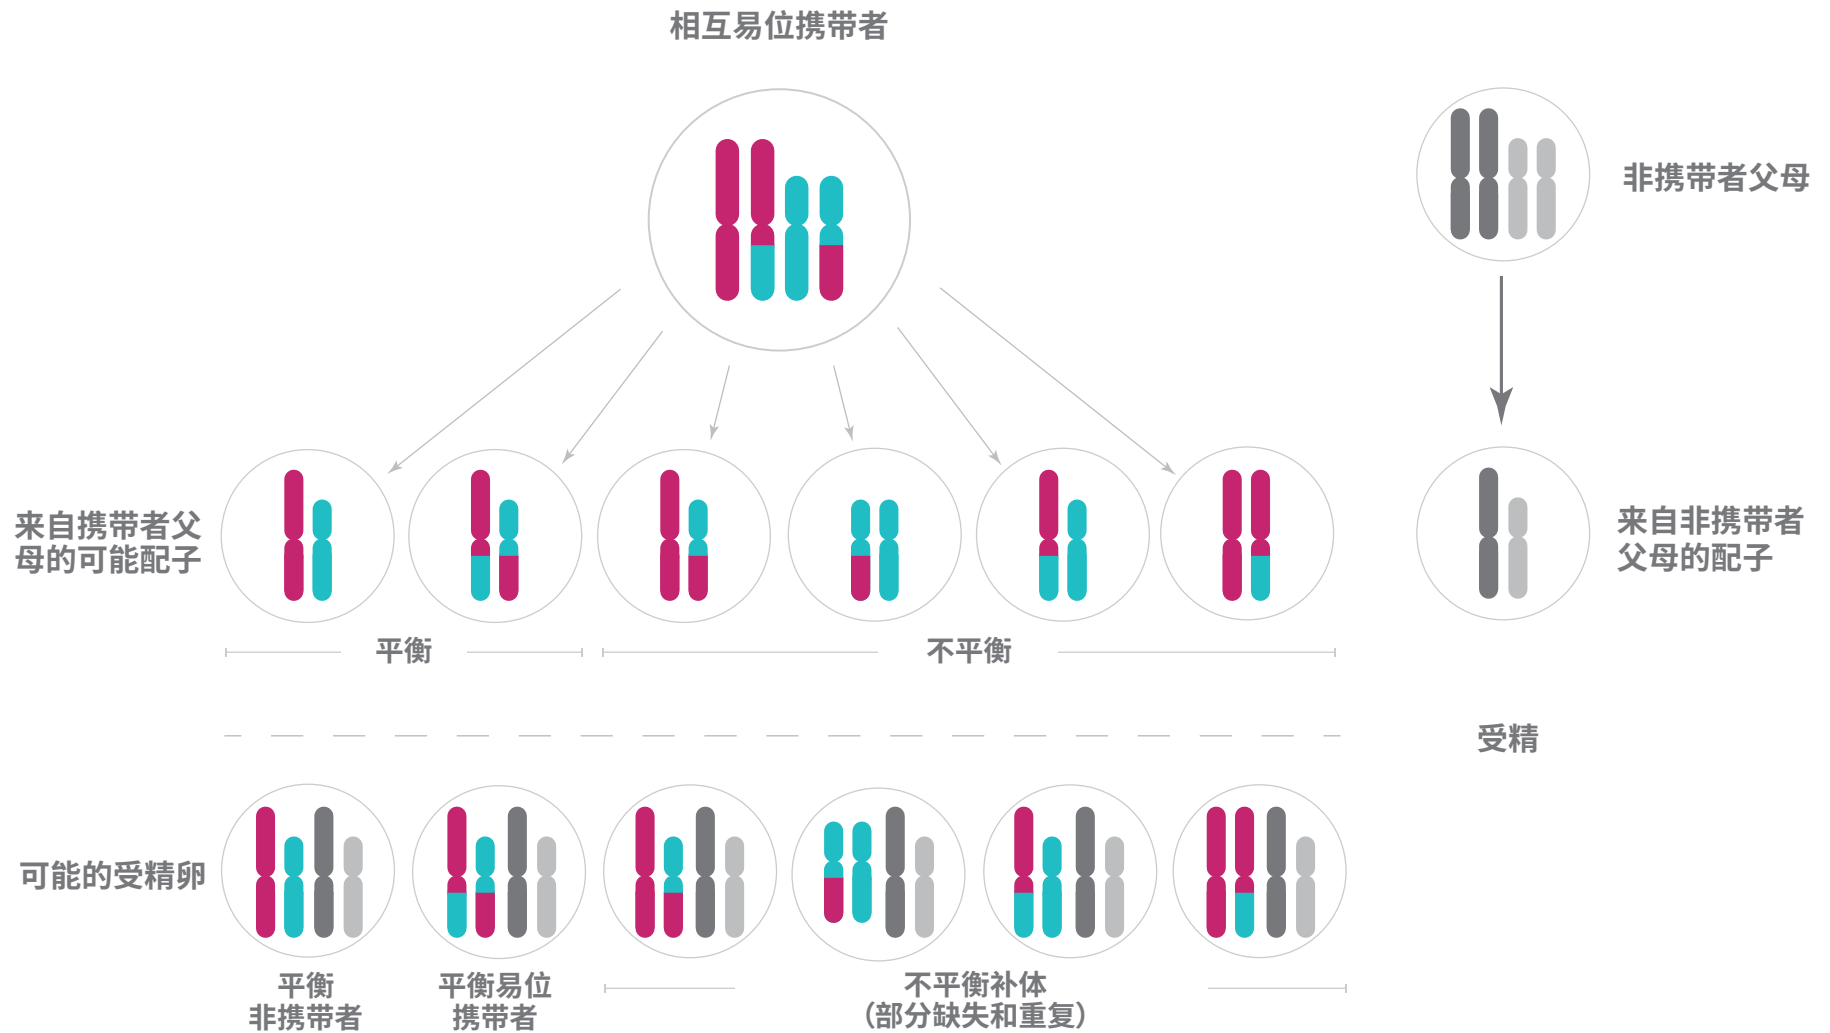 相互易位携带者
非携带者父母
来自携带者父
母的可能配子
来自非携带者
父母的配子
平衡
不平衡
受精
可能的受精卵
平衡
非携带者
平衡易位
携带者
不平衡补体
（部分缺失和重复）